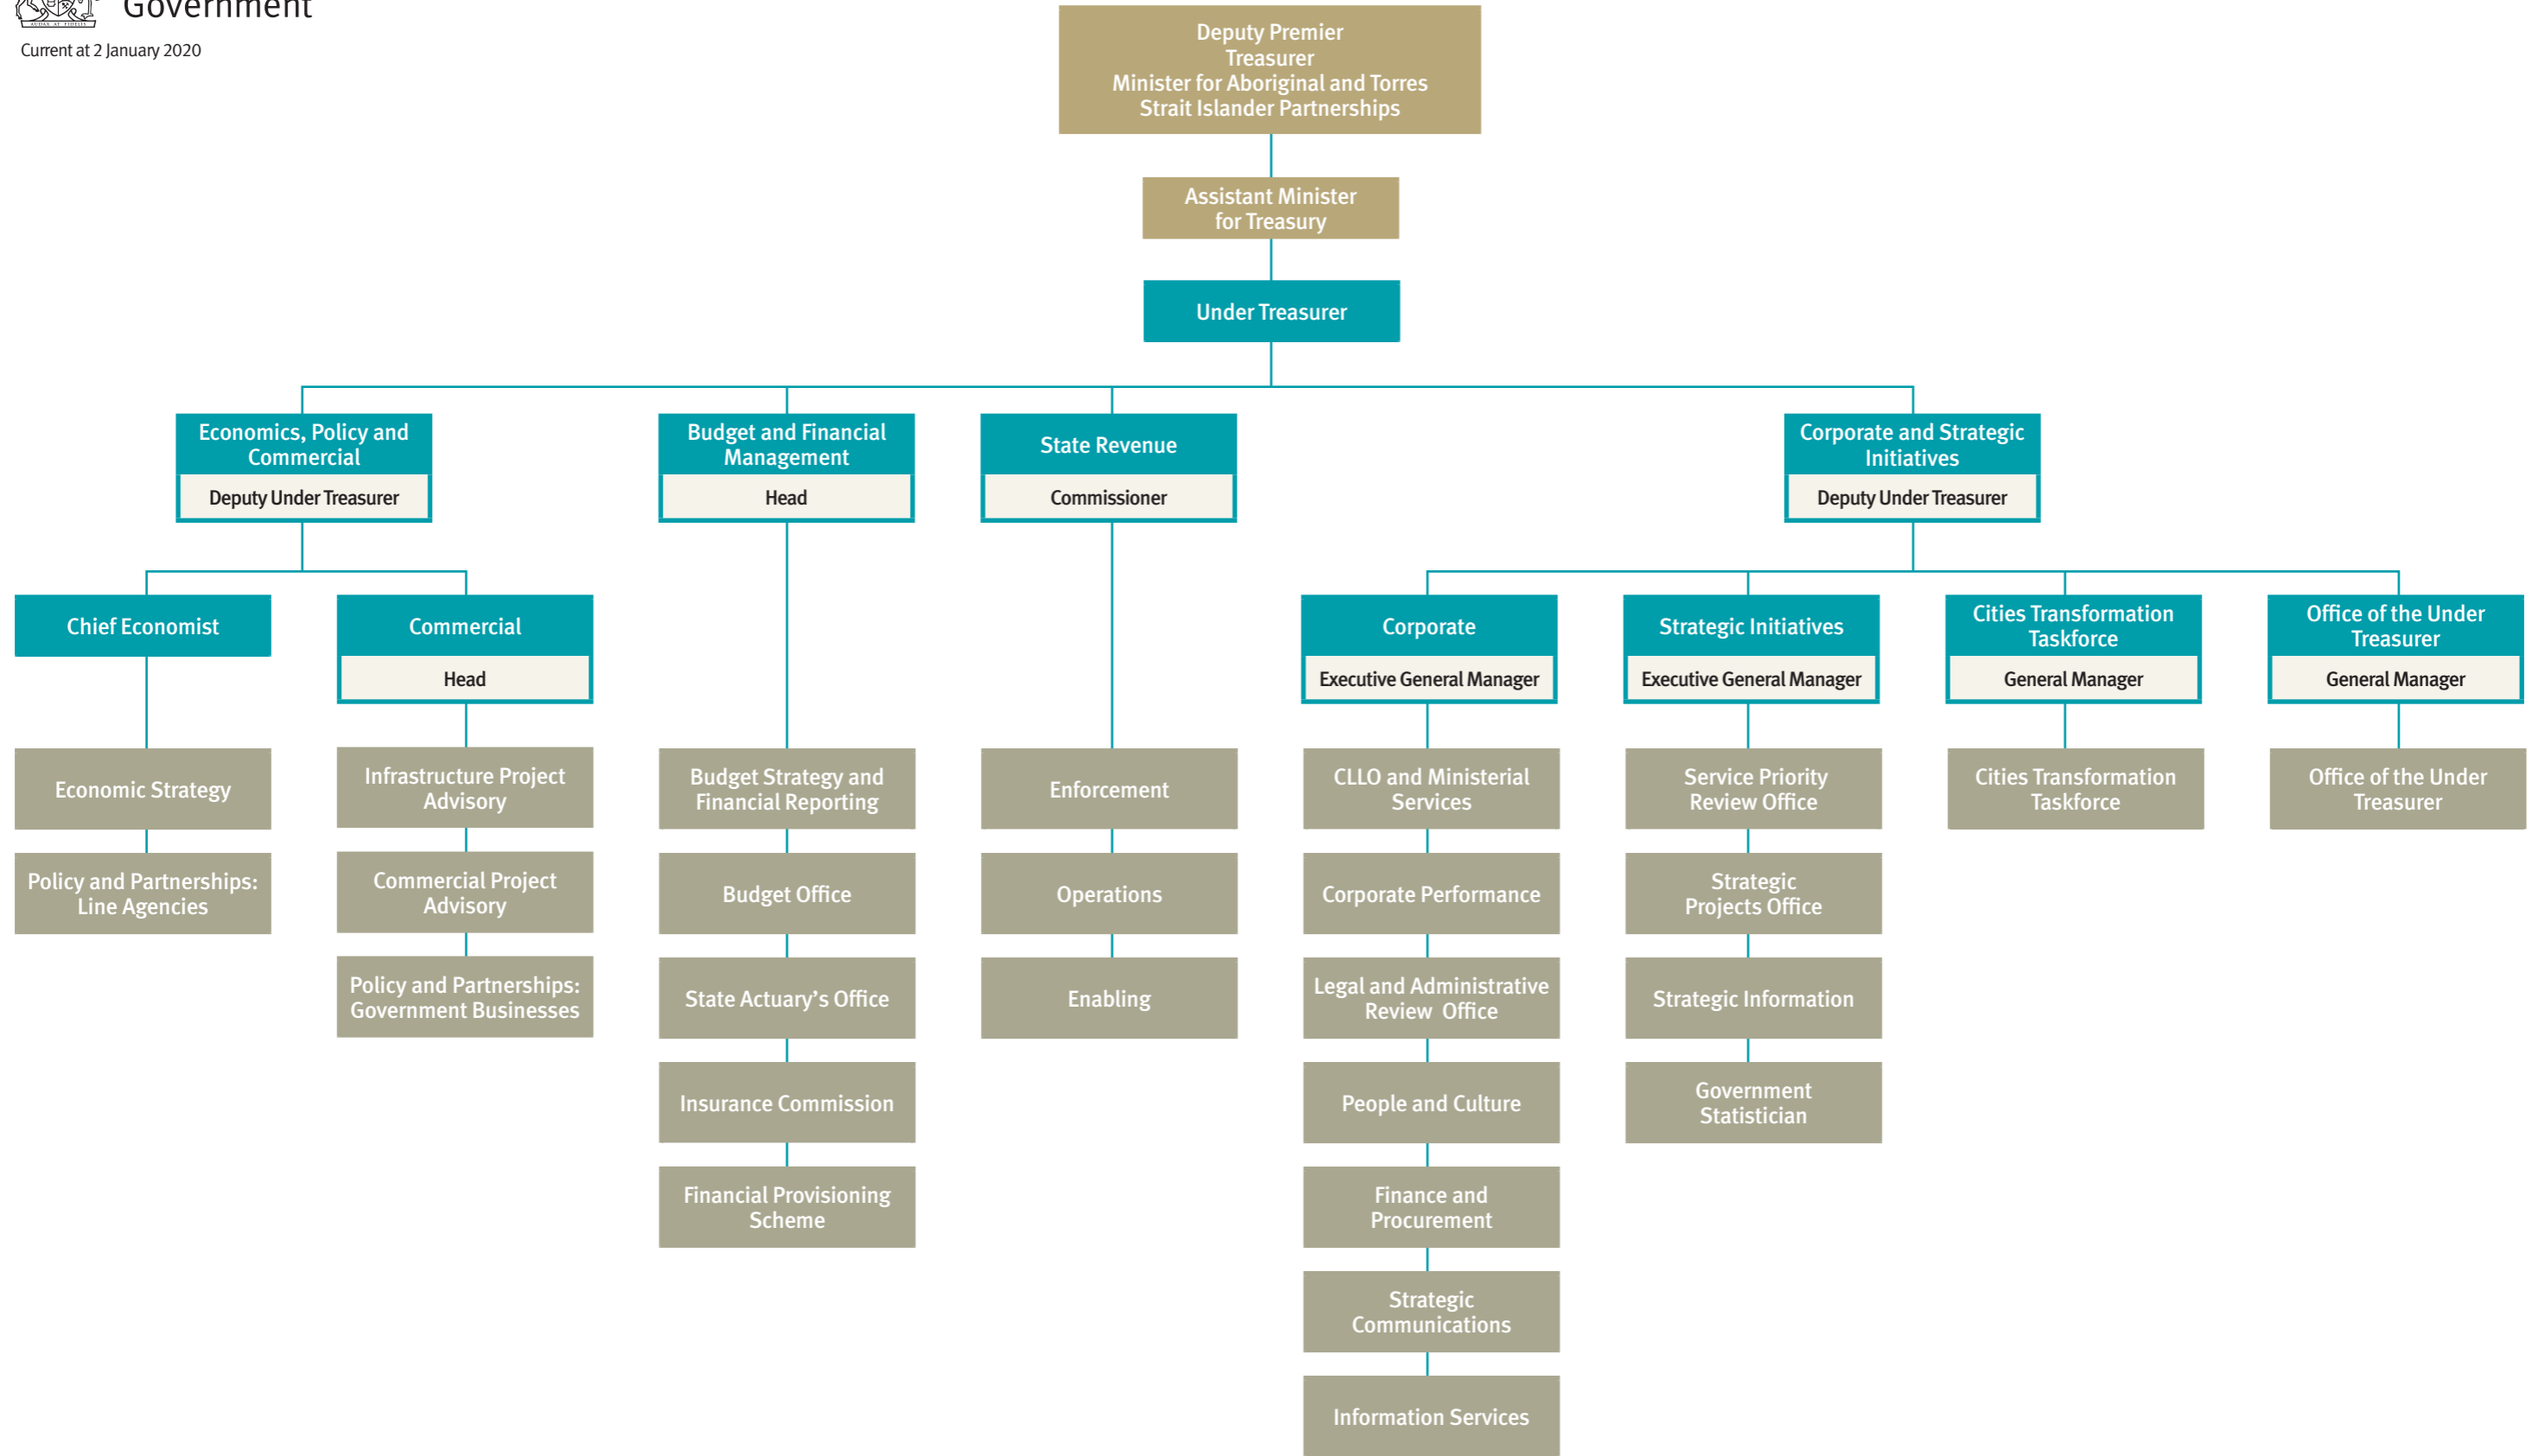 Government
AUDAX AT FIDELIS
Current at 2 January 2020
Deputy Premier
Treasurer
Minister for Aboriginal and Torres
Strait Islander Partnerships
Assistant Minister
for Treasury
Under Treasurer
Economics, Policy and
Commercial
Deputy Under Treasurer
Budget and Financial
Management
Head
State Revenue
Commissioner
Corporate and Strategic
Initiatives
Deputy Under Treasurer
Chief Economist
Commercial
Head
Corporate
Executive General Manager
Strategic Initiatives
Executive General Manager
Cities Transformation
Taskforce
General Manager
Office of the Under
Treasurer
General Manager
Economic Strategy
Policy and Partnerships:
Line Agencies
Infrastructure Project
Advisory
Commercial Project
Advisory
Policy and Partnerships:
Government Businesses
Budget Strategy and
Financial Reporting
Budget Office
State Actuary’s Office
Insurance Commission
Financial Provisioning
Scheme
Enforcement
Operations
Enabling
CLLO and Ministerial
Services
Corporate Performance
Legal and Administrative
Review Office
People and Culture
Finance and
Procurement
Strategic
Communications
Information Services
Service Priority
Review Office
Strategic
Projects Office
Strategic Information
Government
Statistician
Cities Transformation
Taskforce
Office of the Under
Treasurer